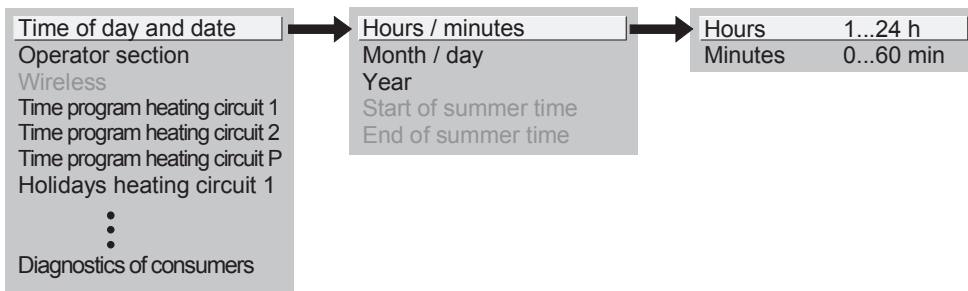 Time of day and date
Operator section
Wireless
Time program heating circuit 1
Time program heating circuit 2
Time program heating circuit P
Holidays heating circuit 1
Diagnostics of consumers
Hours / minutes
Month / day
Year
Start of summer time
End of summer time
Hours 1...24 h
Minutes 0...60 min